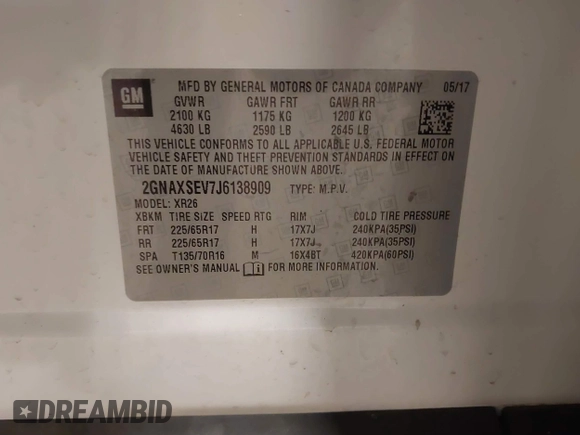 GM
MFD BY GENERAL MOTORS OF CANADA COMPANY 05/17
GVWR GAWR FRT GAWR RR
2100 KG 1175 KG 1200 KG
4630 LB 2590 LB 2645 LB
THIS VEHICLE CONFORMS TO ALL APPLICABLE U.S. FEDERAL MOTOR
VEHICLE SAFETY AND THEFT PREVENTION STANDARDS IN EFFECT ON
THE DATE OF MANUFACTURE SHOWN ABOVE.
2GNAXSEV7J6138909 TYPE: M.P.V.
MODEL: XR26
XBKM TIRE SIZE SPEED RTG RIM COLD TIRE PRESSURE
FRT 225/65R17 H 17X7J 240KPA(35PSI)
RR 225/65R17 H 17X7J 240KPA(35PSI)
SPA T135/70R16 M 16X4BT 420KPA(60PSI)
SEE OWNER'S MANUAL FOR MORE INFORMATION.
DREAMBID